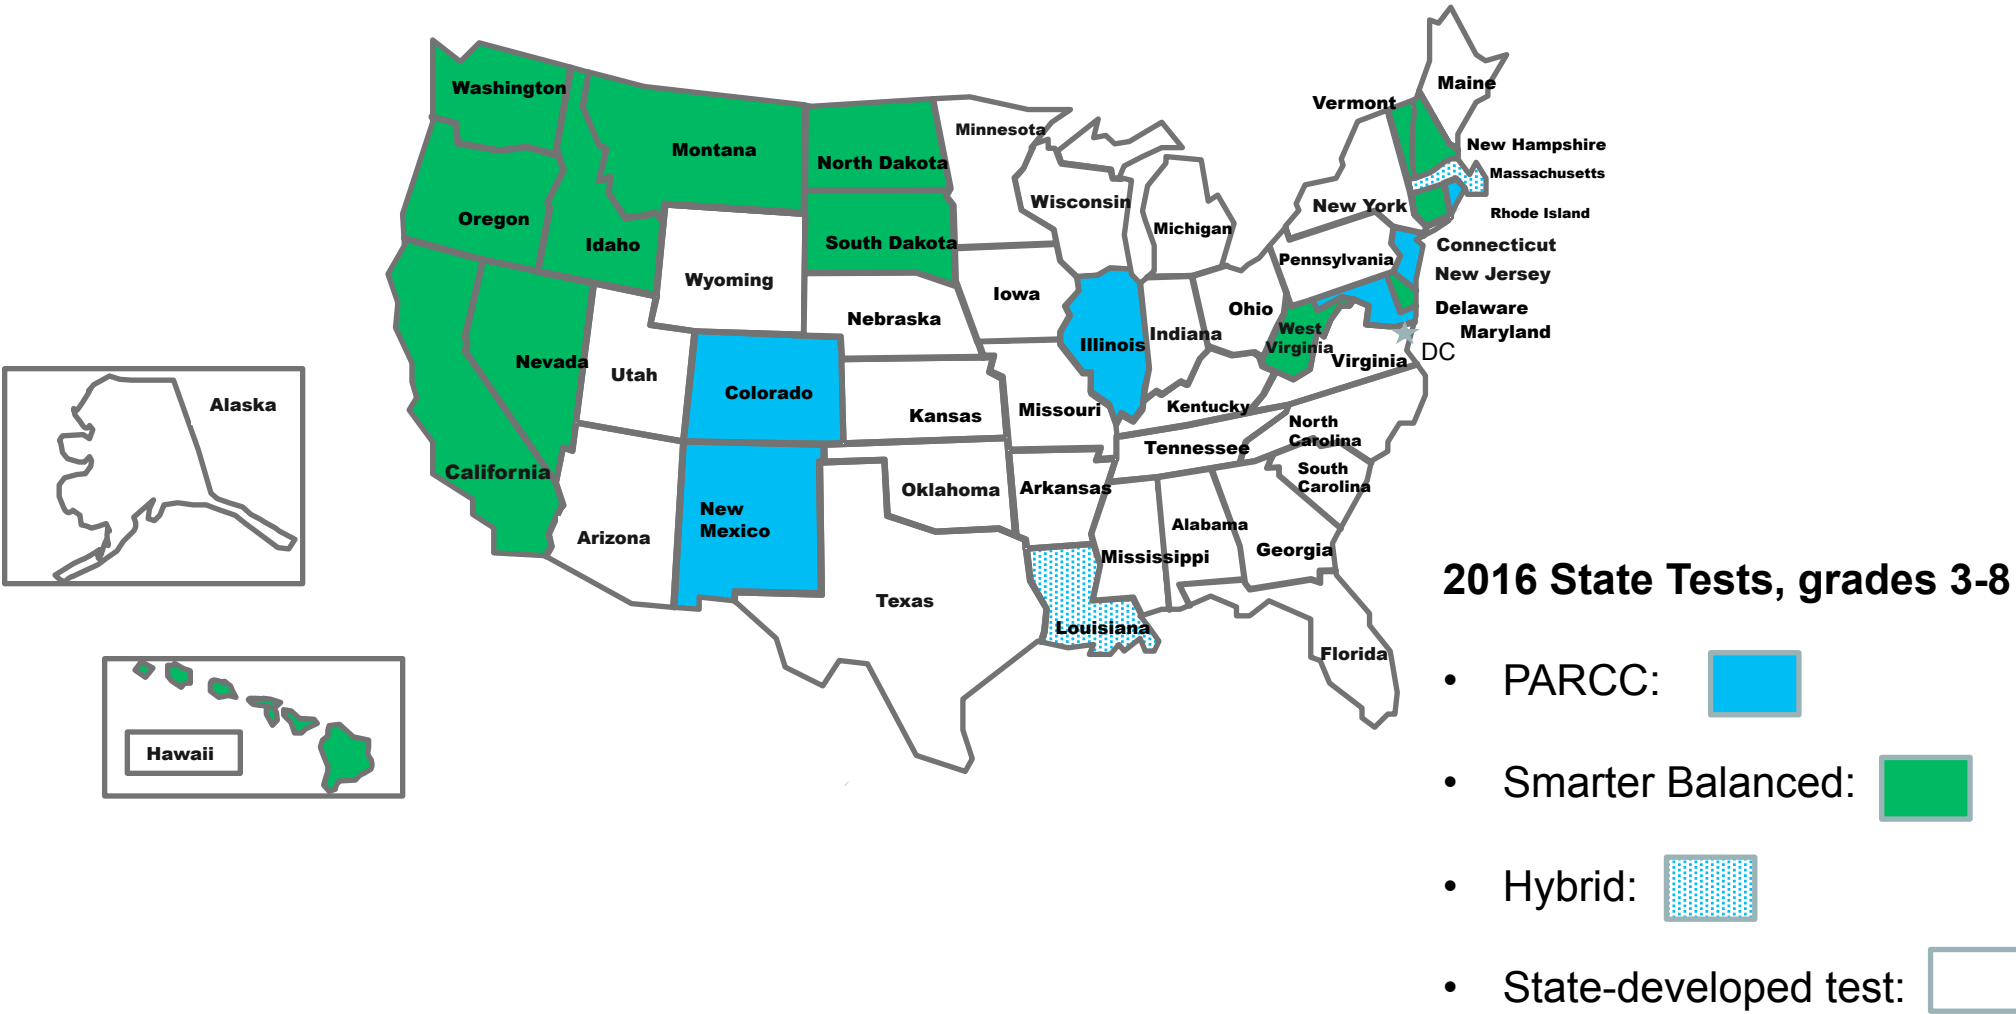 Maine
Washington
Vermont
Minnesota
New Hampshire
Montana
North Dakota
Massachusetts
Wisconsin
New York
Rhode Island
Oregon
Michigan
Idaho
South Dakota
Connecticut
Pennsylvania
New Jersey
Wyoming
Iowa
Ohio
Delaware
Nebraska
Maryland
West
Virginia
Indiana
Illinois
Virginia
DC
Nevada
Utah
Colorado
Alaska
Kansas
Missouri
Kentucky
North
Carolina
Tennessee
California
South
Carolina
Oklahoma
Arkansas
New
Mexico
Alabama
Arizona
Mississippi
Georgia
Texas
Louisiana
Florida
Hawaii
2016 State Tests, grades 3-8
• PARCC:
• Smarter Balanced:
• Hybrid:
• State-developed test: